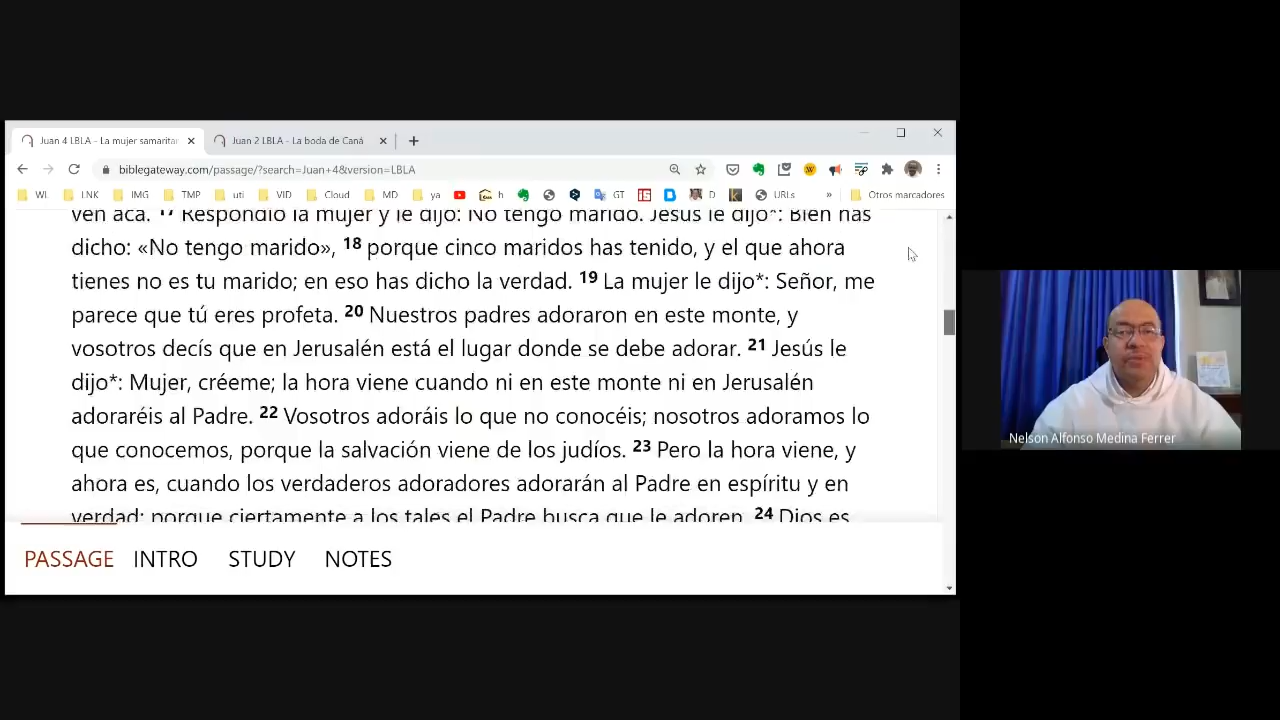 Juan 4 LBLA - La mujer samaritan
Juan 2 LBLA - La boda de Caná
biblegateway.com/passage/?search=Juan+4&version=LBLA
WL LNK IMG TMP uti VID Cloud MD ya h GT D URLs » Otros marcadores
ven acá. 17 Respondió la mujer y le dijo: No tengo marido. Jesús le dijo*: Bien has
dicho: «No tengo marido», 18 porque cinco maridos has tenido, y el que ahora
tienes no es tu marido; en eso has dicho la verdad. 19 La mujer le dijo*: Señor, me
parece que tú eres profeta. 20 Nuestros padres adoraron en este monte, y
vosotros decís que en Jerusalén está el lugar donde se debe adorar. 21 Jesús le
dijo*: Mujer, créeme; la hora viene cuando ni en este monte ni en Jerusalén
adoraréis al Padre. 22 Vosotros adoráis lo que no conocéis; nosotros adoramos lo
que conocemos, porque la salvación viene de los judíos. 23 Pero la hora viene, y
ahora es, cuando los verdaderos adoradores adorarán al Padre en espíritu y en
verdad; porque ciertamente a los tales el Padre busca que le adoren. 24 Dios es
PASSAGE INTRO STUDY NOTES
Nelson Alfonso Medina Ferrer